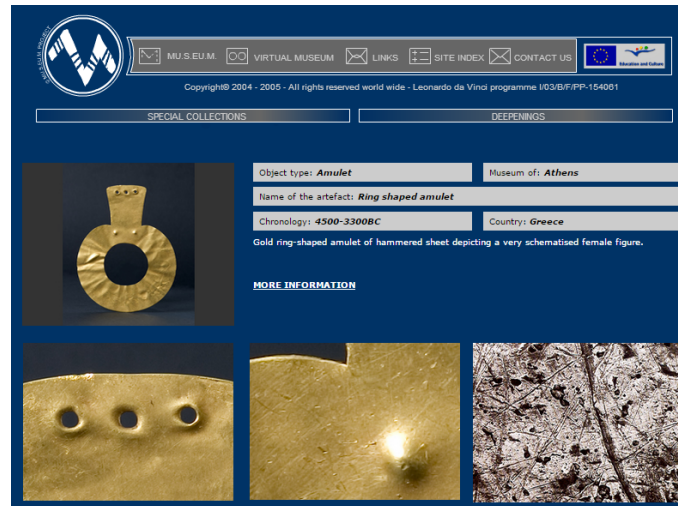 MU.S.EU.M. PROJECT
MU.S.EU.M. VIRTUAL MUSEUM LINKS SITE INDEX CONTACT US
Education and Culture
Copyright© 2004 - 2005 - All rights reserved world wide - Leonardo da Vinci programme I/03/B/F/PP-154061
SPECIAL COLLECTIONS DEEPENINGS
Object type: Amulet Museum of: Athens
Name of the artefact: Ring shaped amulet
Chronology: 4500-3300BC Country: Greece
Gold ring-shaped amulet of hammered sheet depicting a very schematised female figure.
MORE INFORMATION